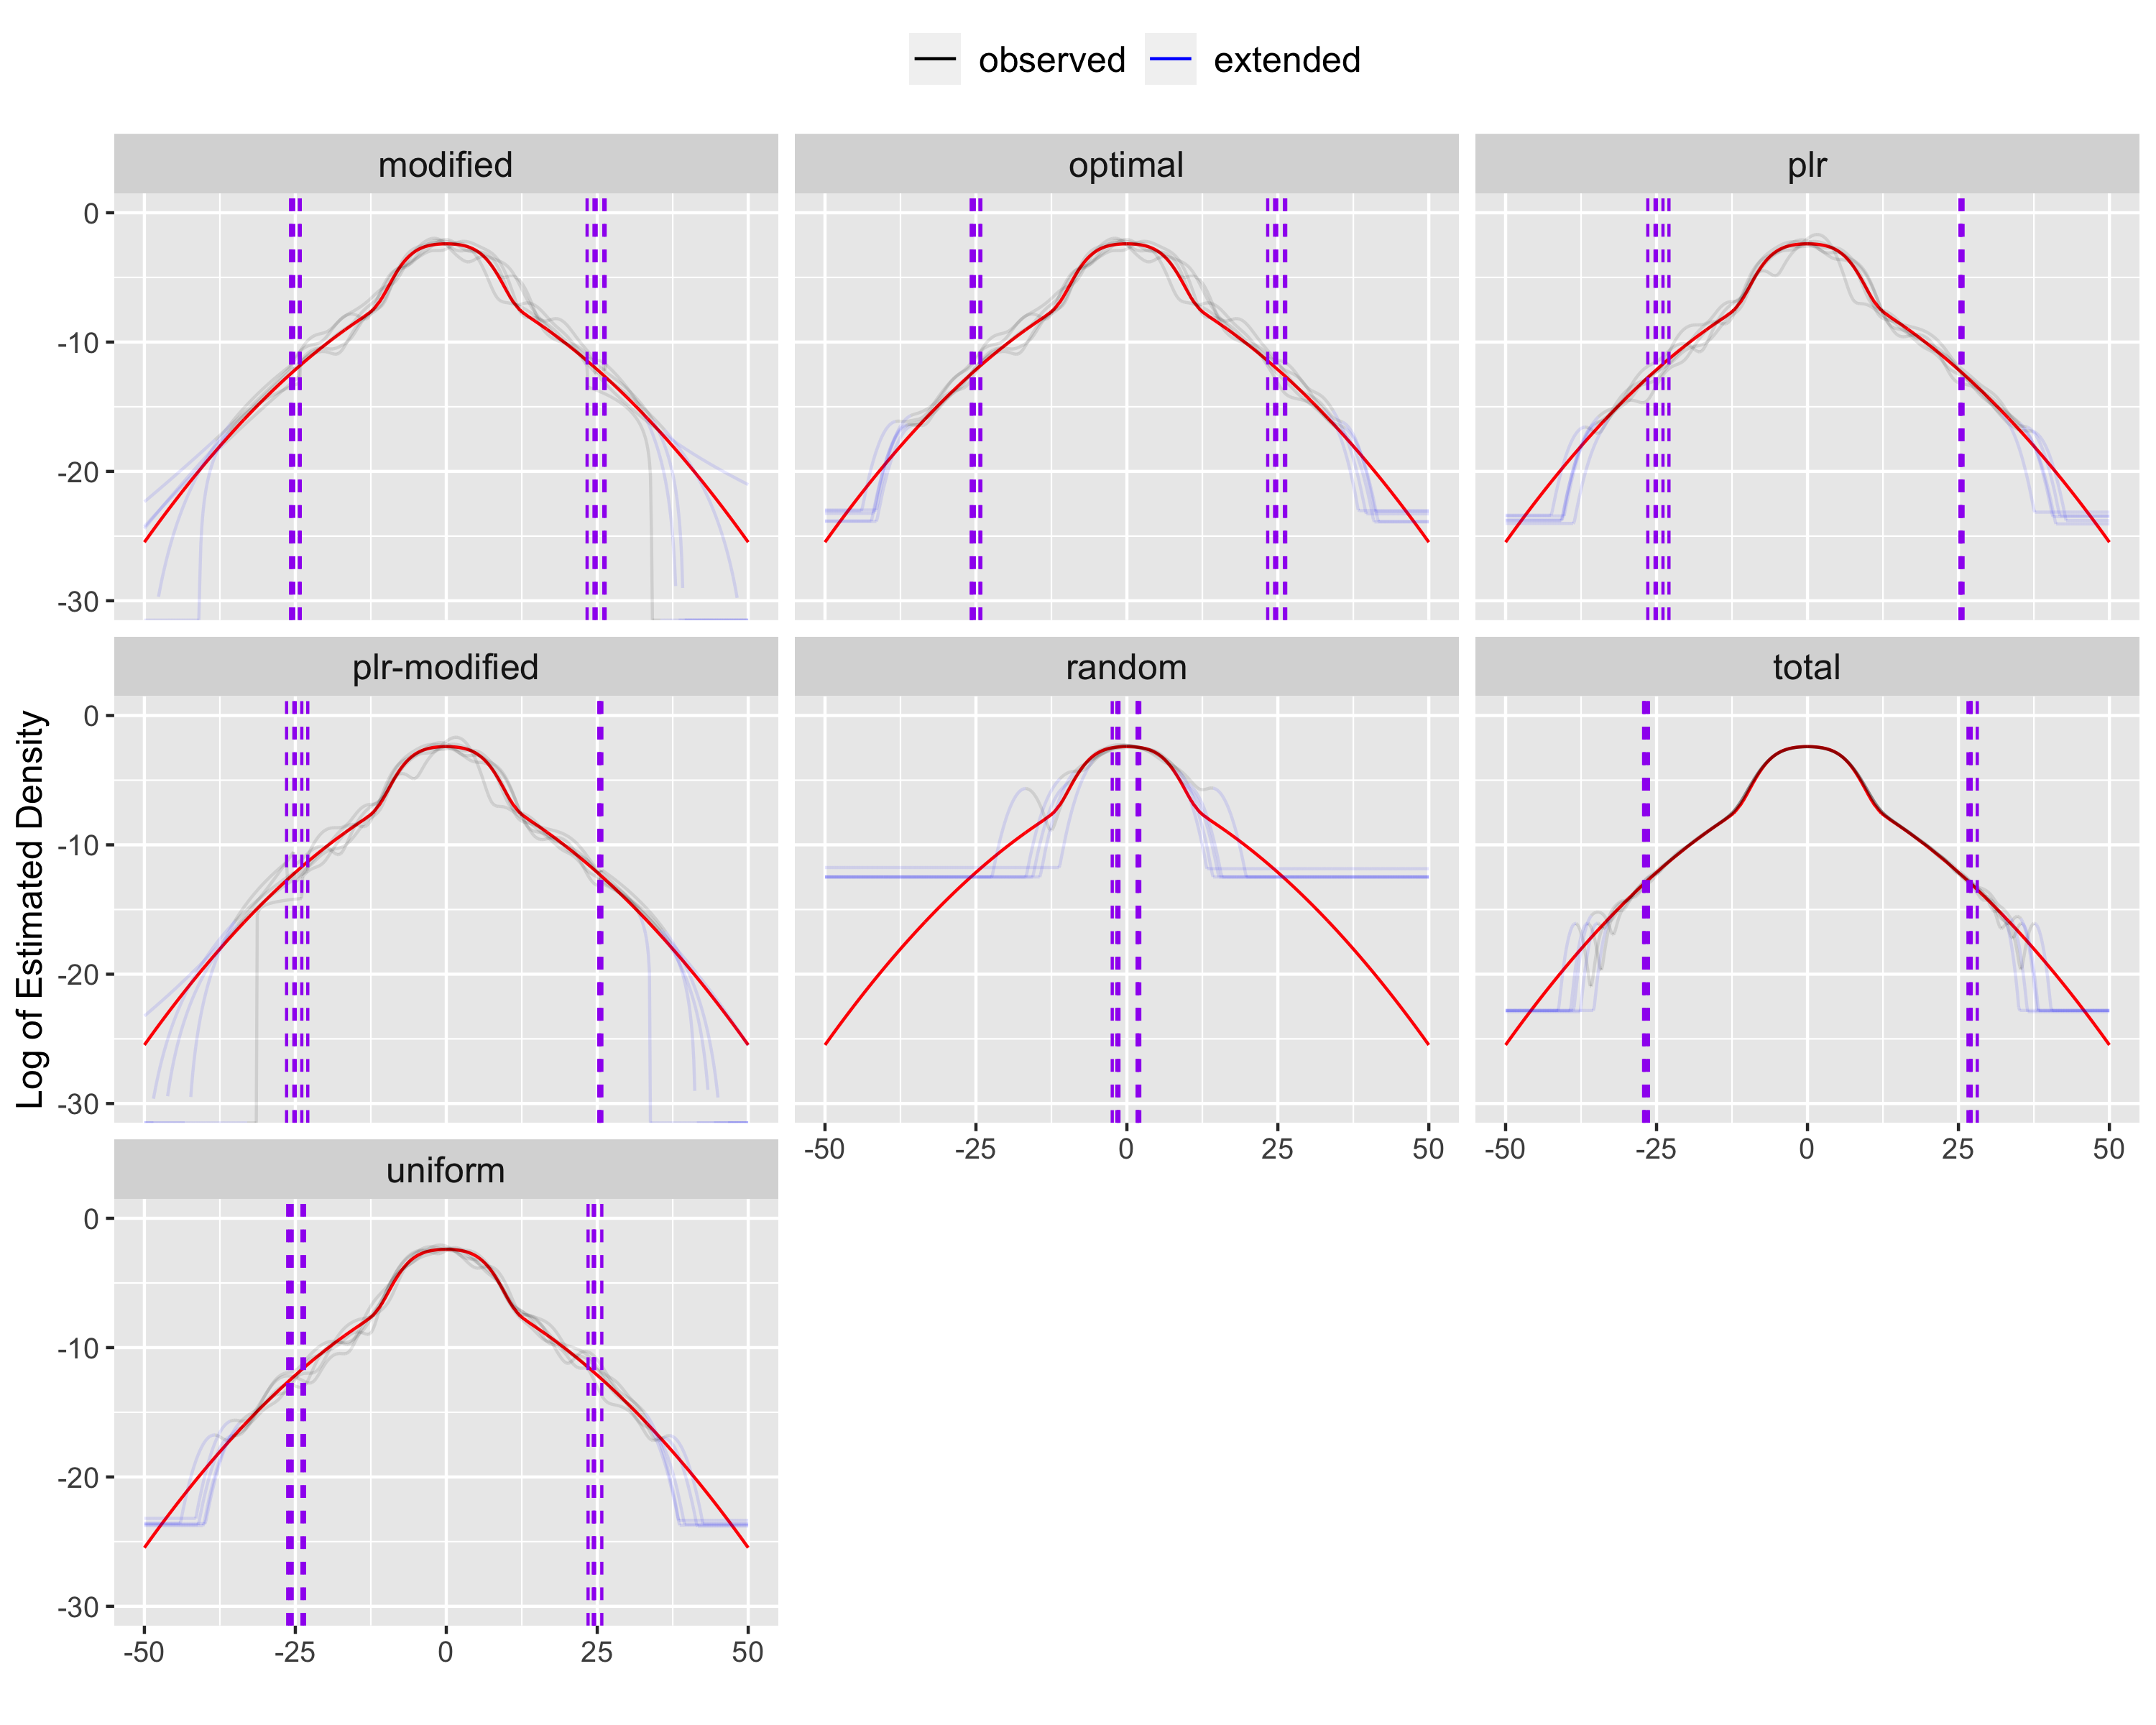 observed extended
modified optimal plr
0
-10
-20
-30
plr-modified random total
Log of Estimated Density
0
-10
-20
-30
-50 -25 0 25 50 -50 -25 0 25 50
uniform
0
-10
-20
-30
-50 -25 0 25 50